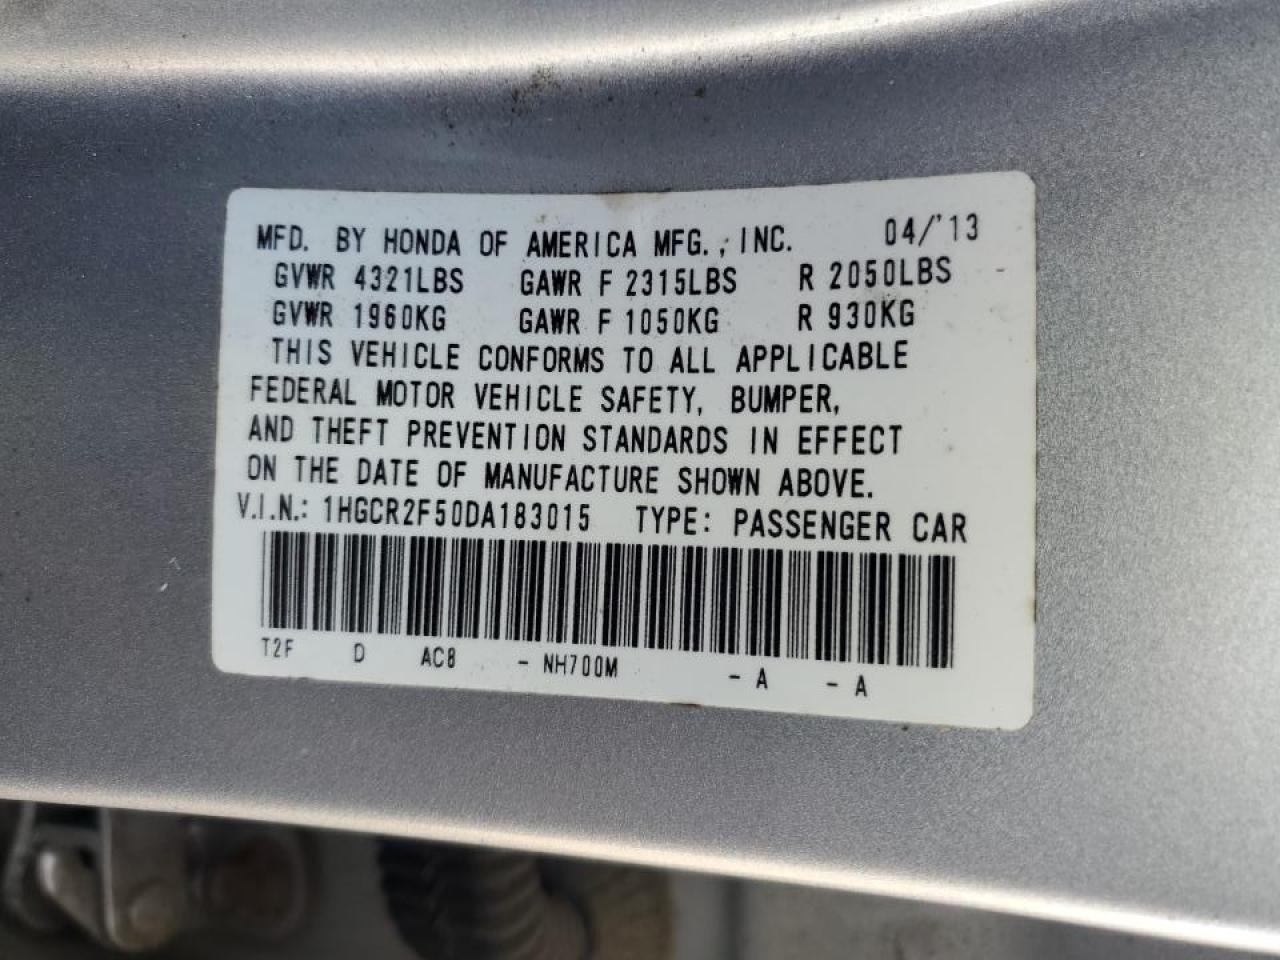 MFD. BY HONDA OF AMERICA MFG., INC. 04/'13
GVWR 4321LBS GAWR F 2315LBS R 2050LBS
GVWR 1960KG GAWR F 1050KG R 930KG
THIS VEHICLE CONFORMS TO ALL APPLICABLE
FEDERAL MOTOR VEHICLE SAFETY, BUMPER,
AND THEFT PREVENTION STANDARDS IN EFFECT
ON THE DATE OF MANUFACTURE SHOWN ABOVE.
V.I.N.: 1HGCR2F50DA183015 TYPE: PASSENGER CAR
T2F D AC8 - NH700M - A - A